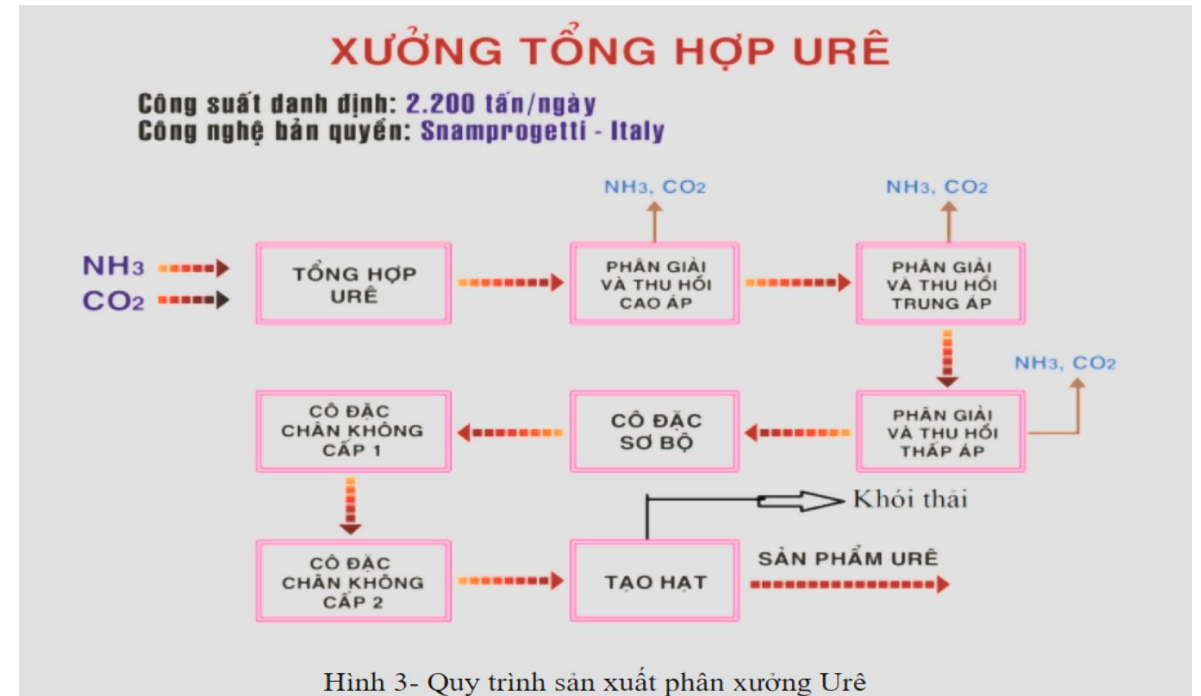 XƯỞNG TỔNG HỢP URÊ
Công suất danh định: 2.200 tấn/ngày
Công nghệ bản quyền: Snamprogetti - Italy
NH3, CO2
NH3, CO2
NH3
CO2
TỔNG HỢP
URÊ
PHÂN GIẢI
VÀ THU HỒI
CAO ÁP
PHÂN GIẢI
VÀ THU HỒI
TRUNG ÁP
NH3, CO2
CÔ ĐẶC
CHÂN KHÔNG
CẤP 1
CÔ ĐẶC
SƠ BỘ
PHÂN GIẢI
VÀ THU HỒI
THẤP ÁP
Khói thải
CÔ ĐẶC
CHÂN KHÔNG
CẤP 2
TẠO HẠT
SẢN PHẨM URÊ
Hình 3- Quy trình sản xuất phân xưởng Urê